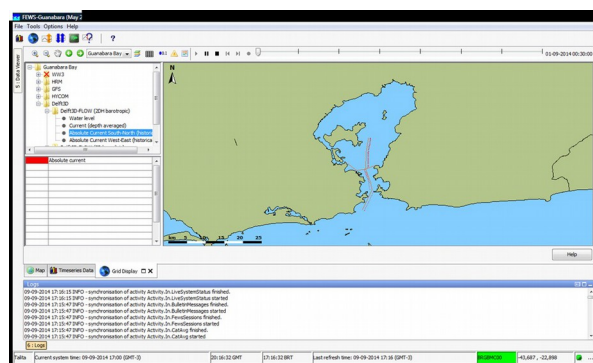 FEWS-Guanabara (May 2
File Tools Options Help
Guanabara Bay
01-09-2014 00:30:00
5 : Data Viewer
Guanabara Bay
WW3
HRM
GFS
HYCOM
Delft3D
Delft3D-FLOW (2DH barotropic)
Water level
Current (depth averaged)
Absolute Current South-North (historica
Absolute Current West-East (historica
Absolute current
N
km 5 10 15 20 25
Help
Map Timeseries Data Grid Display
Logs
09-09-2014 17:16:15 INFO - synchronisation of activity Activity.In.LiveSystemStatus finished.
09-09-2014 17:16:15 INFO - synchronisation of activity Activity.In.LiveSystemStatus started
09-09-2014 17:15:47 INFO - synchronisation of activity Activity.In.BulletinMessages finished.
09-09-2014 17:15:47 INFO - synchronisation of activity Activity.In.BulletinMessages started
09-09-2014 17:15:47 INFO - synchronisation of activity Activity.In.FewsSessions finished.
09-09-2014 17:15:47 INFO - synchronisation of activity Activity.In.FewsSessions started
09-09-2014 17:15:47 INFO - synchronisation of activity Activity.In.CatAvg finished.
09-09-2014 17:15:47 INFO - synchronisation of activity Activity.In.CatAvg started
6 : Logs
Talita Current system time: 09-09-2014 17:00 (GMT-3) 20:16:32 GMT 17:16:32 BRT Last refresh time: 09-09-2014 17:16 (GMT-3) -43,687 , -22,898